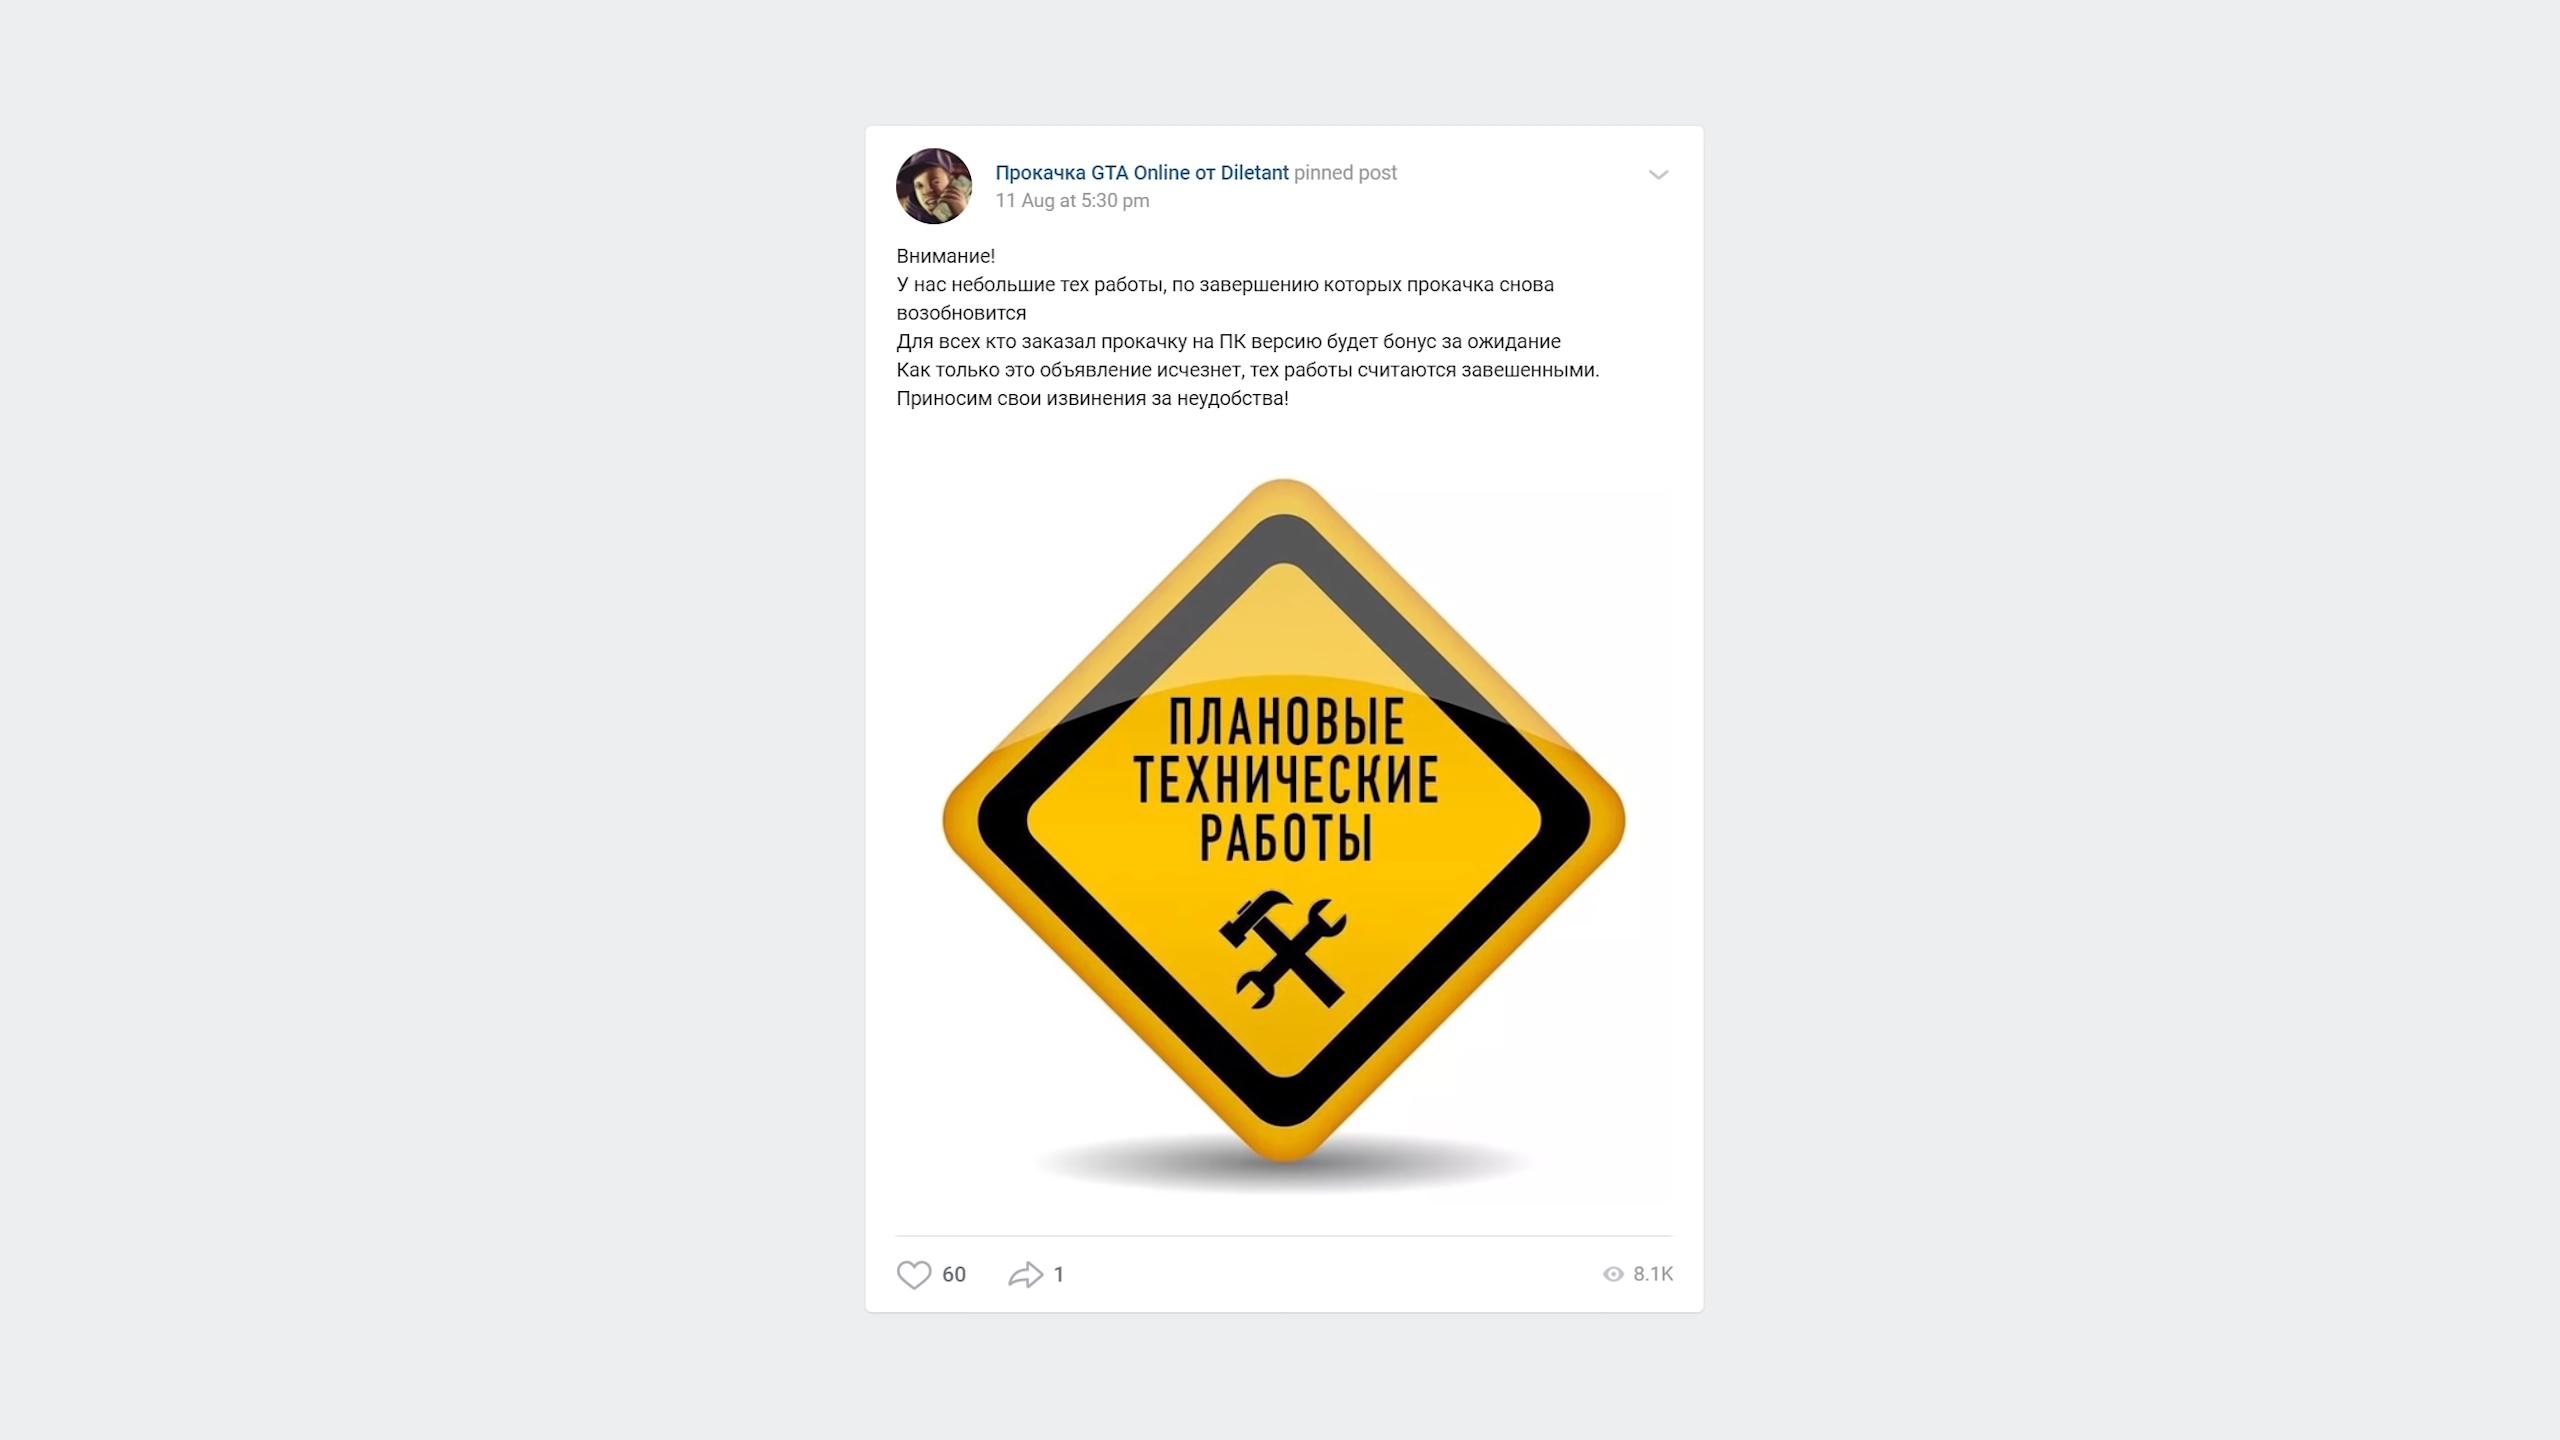 Прокачка GTA Online от Diletant pinned post
11 Aug at 5:30 pm
Внимание!
У нас небольшие тех работы, по завершению которых прокачка снова
возобновится
Для всех кто заказал прокачку на ПК версию будет бонус за ожидание
Как только это объявление исчезнет, тех работы считаются завешенными.
Приносим свои извинения за неудобства!
ПЛАНОВЫЕ
ТЕХНИЧЕСКИЕ
РАБОТЫ
60 1 8.1K